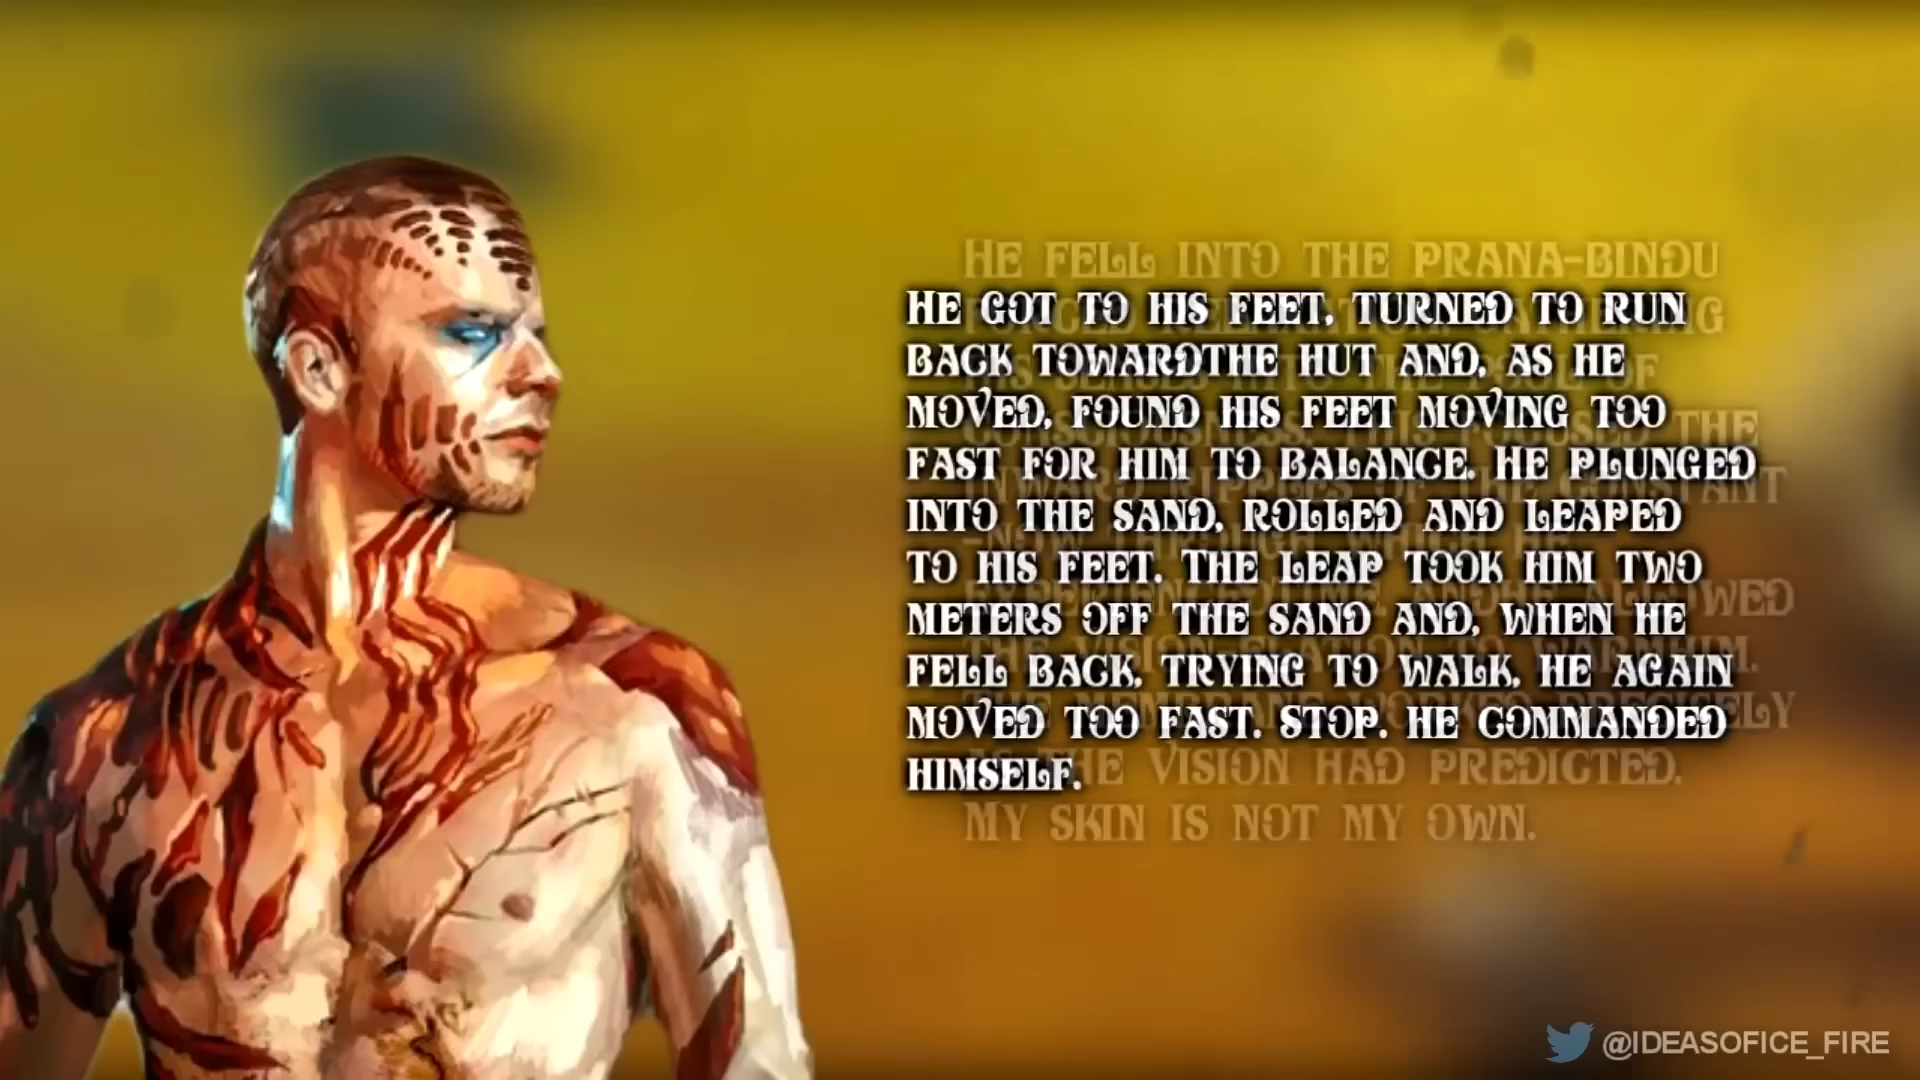 HE FELL INTO THE PRANA-BINDU
HE GOT TO HIS FEET, TURNED TO RUN
BACK TOWARDTHE HUT AND, AS HE
MOVED, FOUND HIS FEET MOVING TOO
FAST FOR HIM TO BALANCE. HE PLUNGED
INTO THE SAND, ROLLED AND LEAPED
TO HIS FEET. THE LEAP TOOK HIM TWO
METERS OFF THE SAND AND, WHEN HE
FELL BACK, TRYING TO WALK, HE AGAIN
MOVED TOO FAST. STOP. HE COMMANDED
HIMSELF.
AS THE VISION HAD PREDICTED.
MY SKIN IS NOT MY OWN.
@IDEASOFICE_FIRE